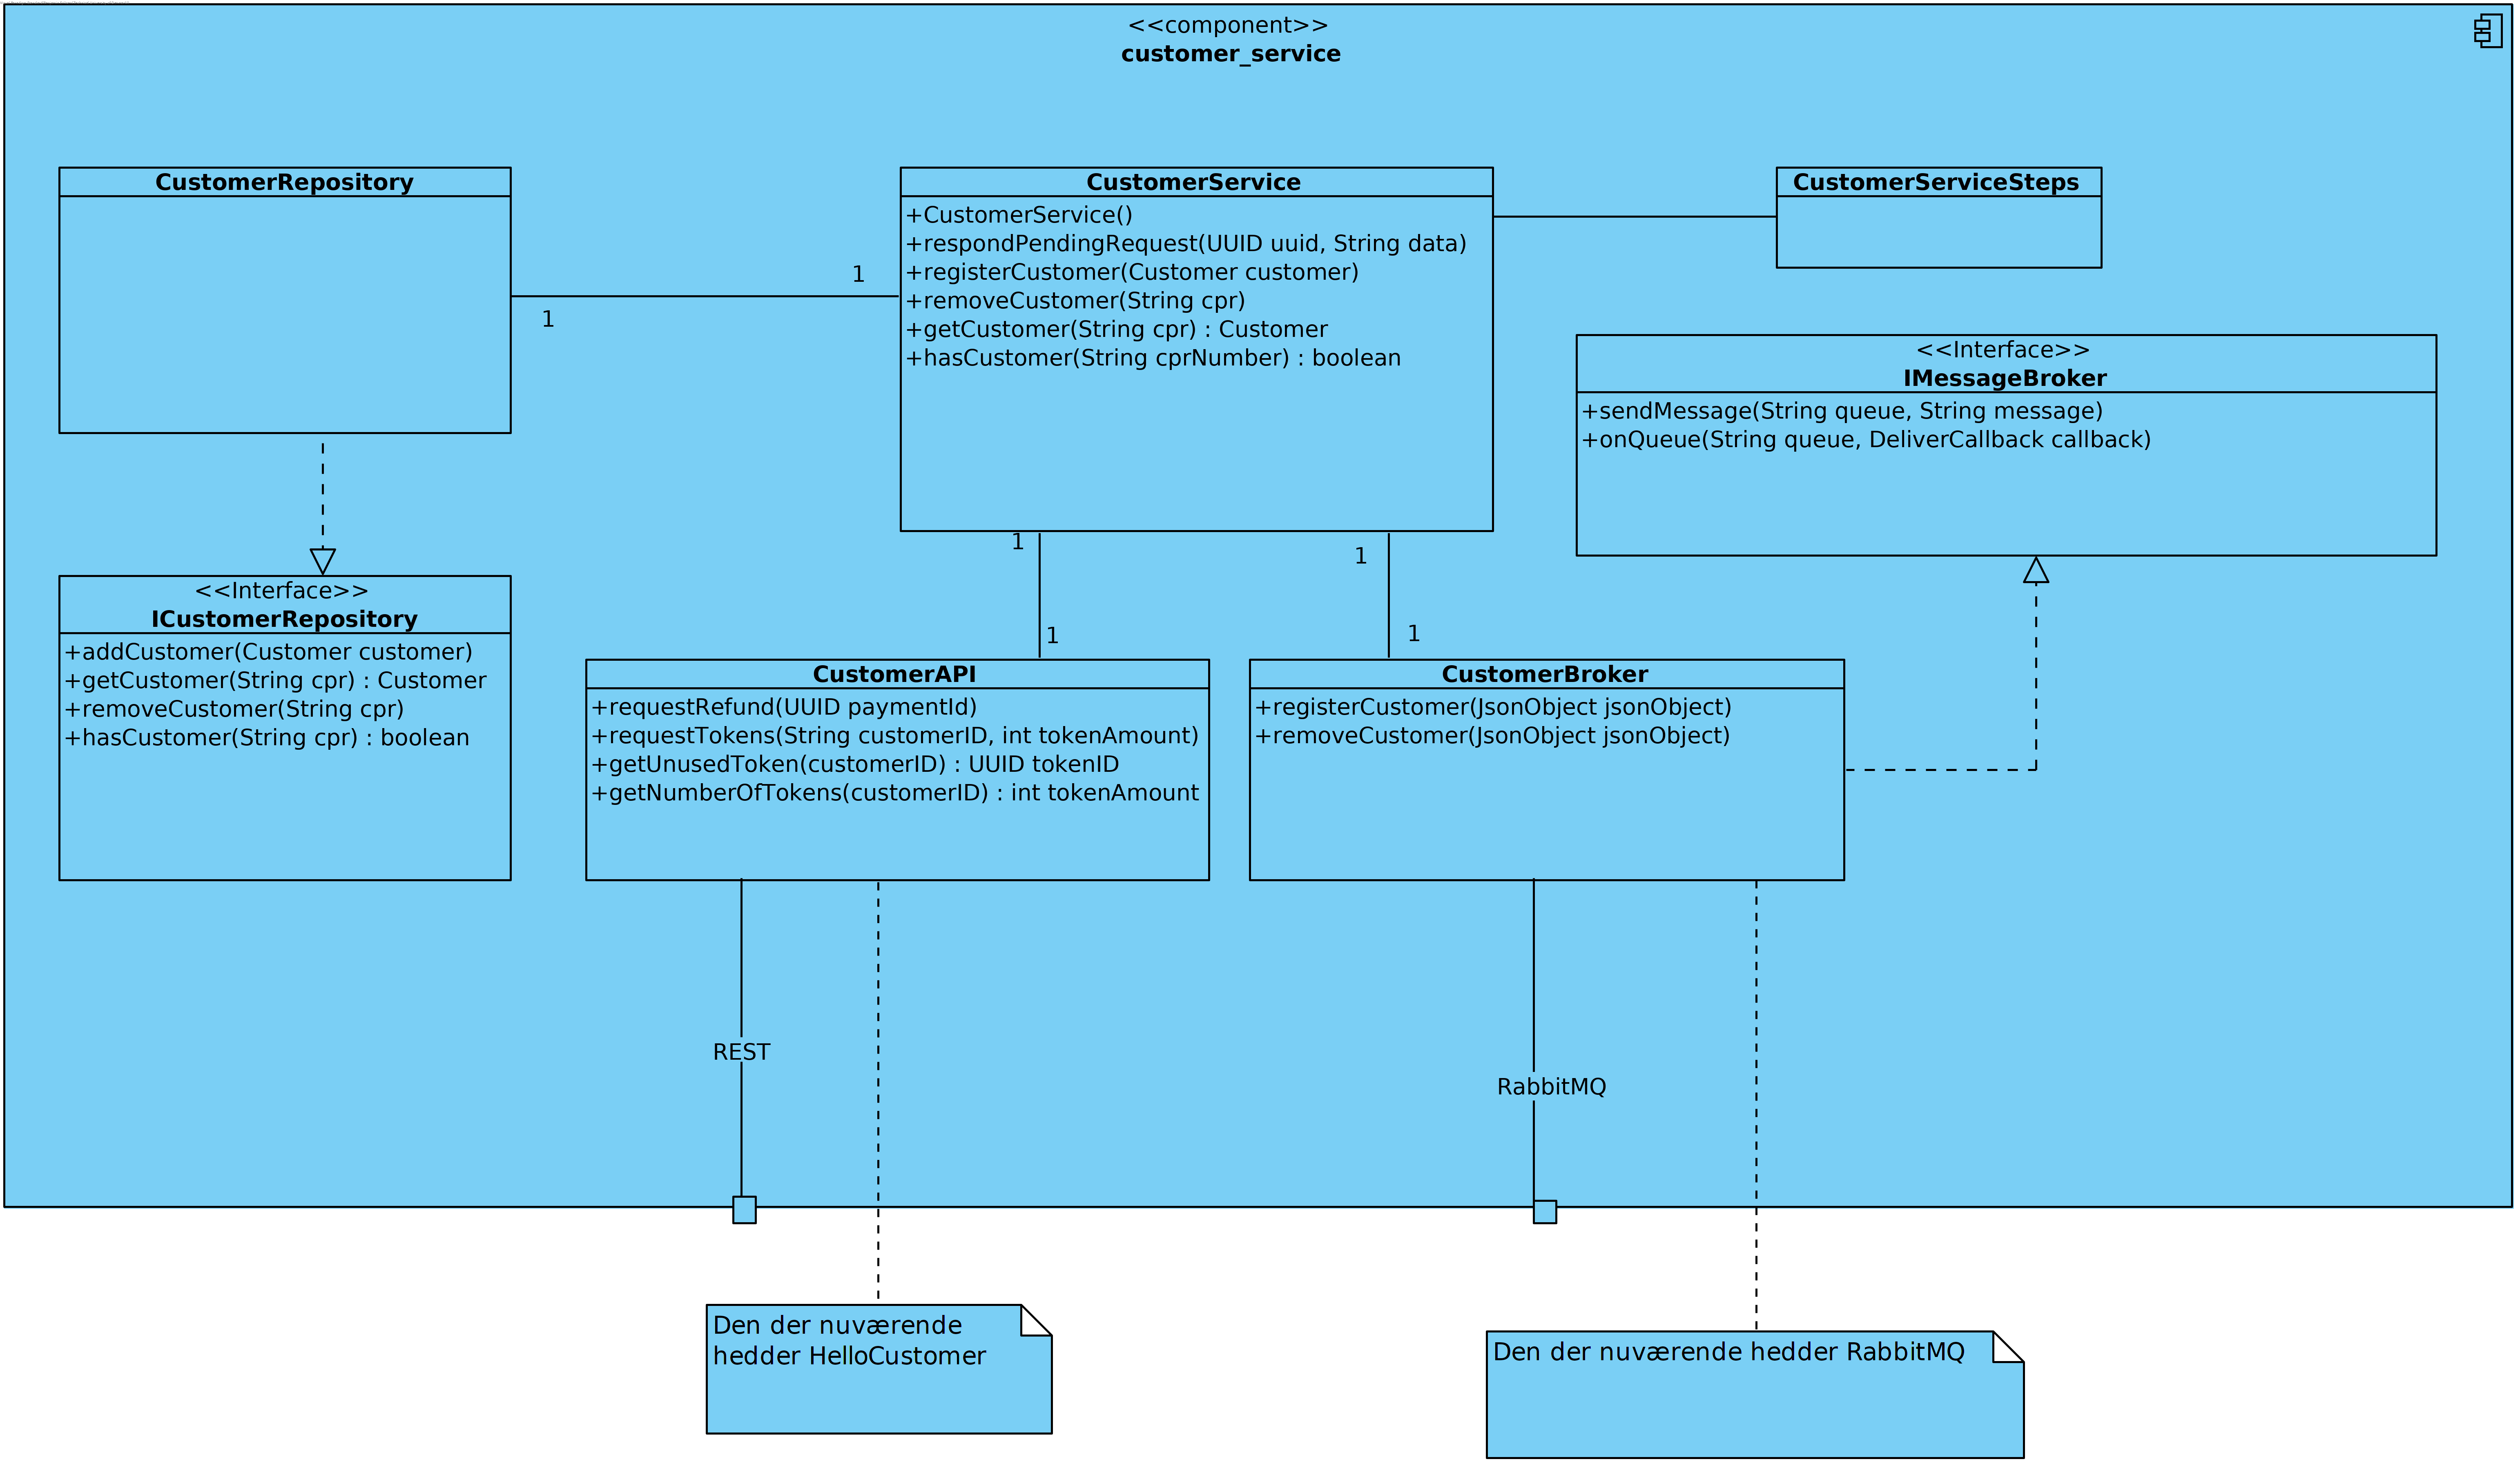 <<component>>
customer_service
CustomerRepository
CustomerService
+CustomerService()
+respondPendingRequest(UUID uuid, String data)
+registerCustomer(Customer customer)
+removeCustomer(String cpr)
+getCustomer(String cpr) : Customer
+hasCustomer(String cprNumber) : boolean
CustomerServiceSteps
1
1
<<Interface>>
IMessageBroker
+sendMessage(String queue, String message)
+onQueue(String queue, DeliverCallback callback)
<<Interface>>
ICustomerRepository
+addCustomer(Customer customer)
+getCustomer(String cpr) : Customer
+removeCustomer(String cpr)
+hasCustomer(String cpr) : boolean
1
1
1
1
CustomerAPI
+requestRefund(UUID paymentId)
+requestTokens(String customerID, int tokenAmount)
+getUnusedToken(customerID) : UUID tokenID
+getNumberOfTokens(customerID) : int tokenAmount
CustomerBroker
+registerCustomer(JsonObject jsonObject)
+removeCustomer(JsonObject jsonObject)
REST
RabbitMQ
Den der nuværende
hedder HelloCustomer
Den der nuværende hedder RabbitMQ